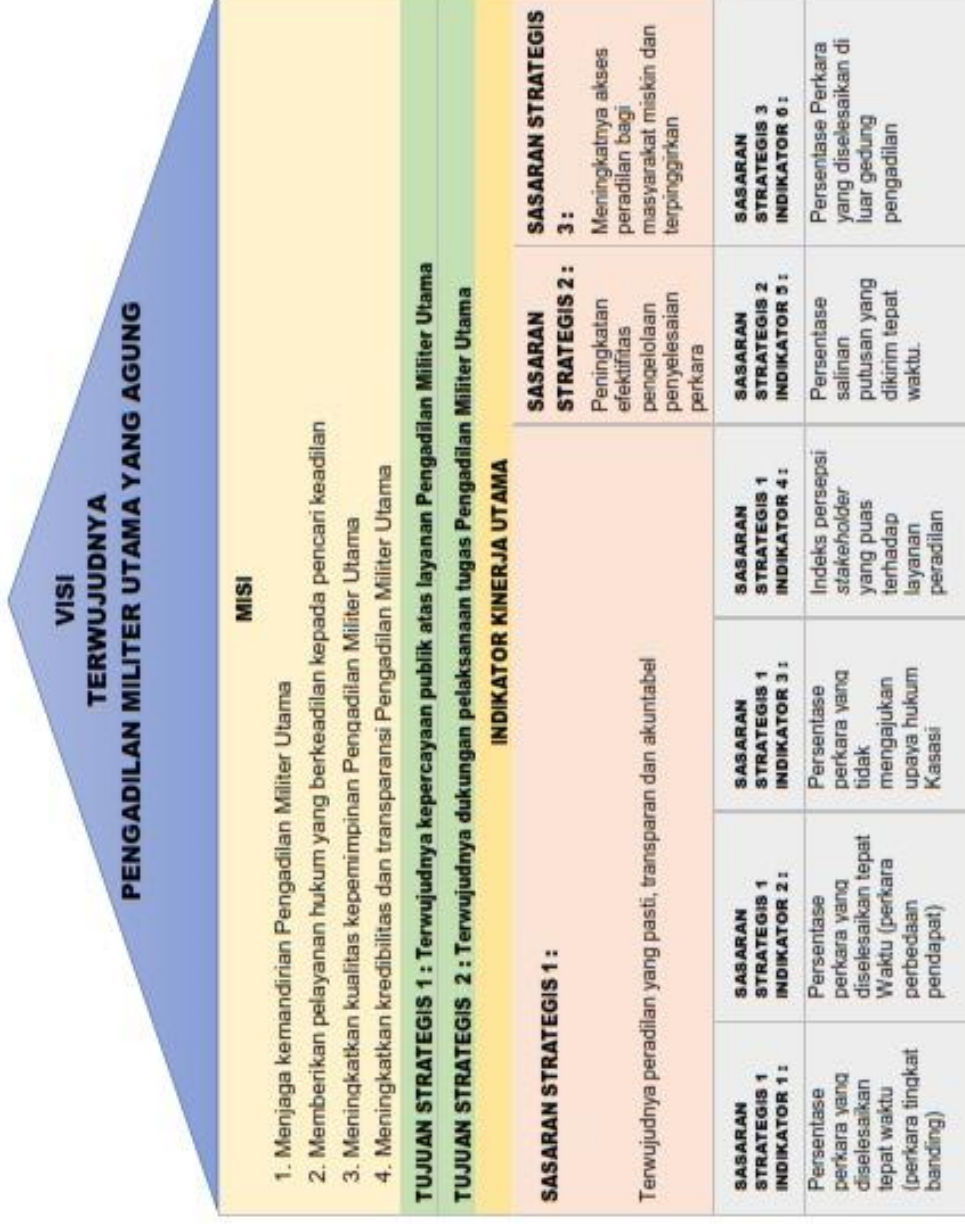 VISI
TERWUJUDNYA
PENGADILAN MILITER UTAMA YANG AGUNG
MISI
1. Menjaga kemandirian Pengadilan Militer Utama
2. Memberikan pelayanan hukum yang berkeadilan kepada pencari keadilan
3. Meningkatkan kualitas kepemimpinan Pengadilan Militer Utama
4. Meningkatkan kredibilitas dan transparansi Pengadilan Militer Utama
TUJUAN STRATEGIS 1 : Terwujudnya kepercayaan publik atas layanan Pengadilan Militer Utama
TUJUAN STRATEGIS 2 : Terwujudnya dukungan pelaksanaan tugas Pengadilan Militer Utama
INDIKATOR KINERJA UTAMA
SASARAN STRATEGIS 1 :
Terwujudnya peradilan yang pasti, transparan dan akuntabel
SASARAN
STRATEGIS 2 :
Peningkatan
efektifitas
pengelolaan
penyelesaian
perkara
SASARAN STRATEGIS
3 :
Meningkatnya akses
peradilan bagi
masyarakat miskin dan
terpinggirkan
SASARAN
STRATEGIS 1
INDIKATOR 1 :
Persentase
perkara yang
diselesaikan
tepat waktu
(perkara tingkat
banding)
SASARAN
STRATEGIS 1
INDIKATOR 2 :
Persentase
perkara yang
diselesaikan tepat
Waktu (perkara
perbedaan
pendapat)
SASARAN
STRATEGIS 1
INDIKATOR 3 :
Persentase
perkara yang
tidak
mengajukan
upaya hukum
Kasasi
SASARAN
STRATEGIS 1
INDIKATOR 4 :
Indeks persepsi
stakeholder
yang puas
terhadap
layanan
peradilan
SASARAN
STRATEGIS 2
INDIKATOR 5 :
Persentase
salinan
putusan yang
dikirim tepat
waktu.
SASARAN
STRATEGIS 3
INDIKATOR 6 :
Persentase Perkara
yang diselesaikan di
luar gedung
pengadilan